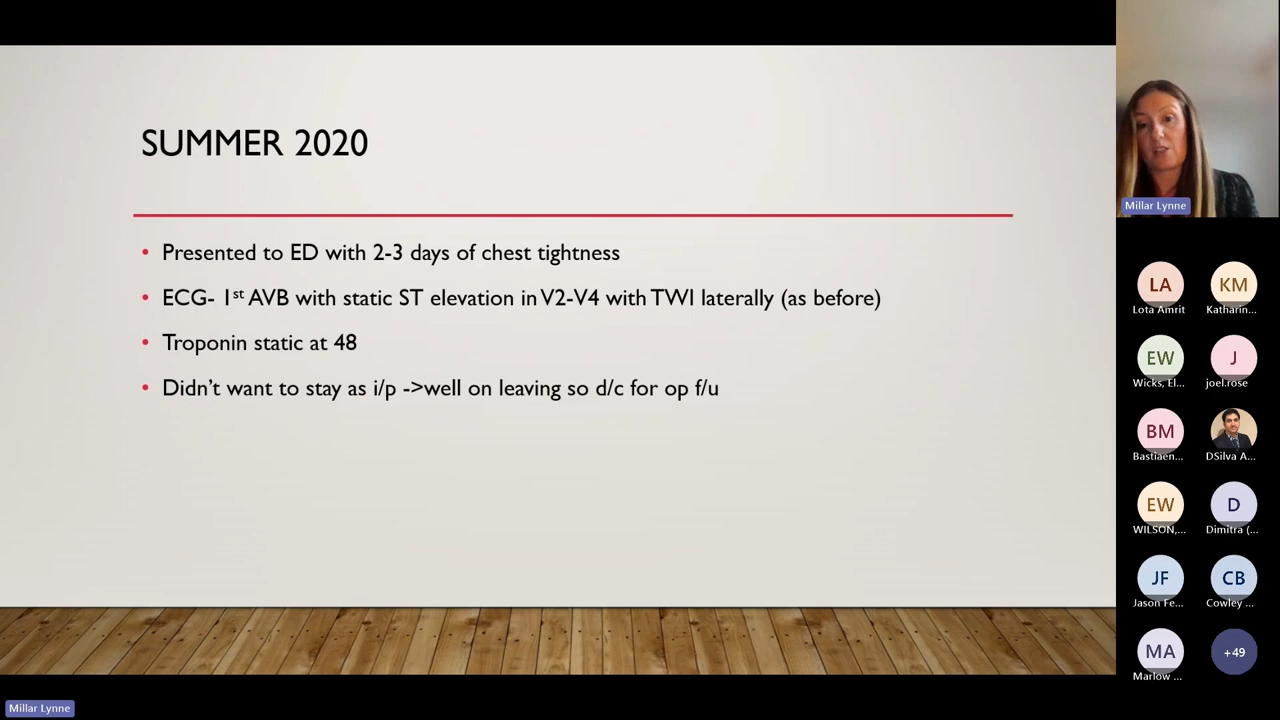 SUMMER 2020
• Presented to ED with 2-3 days of chest tightness
• ECG- 1st AVB with static ST elevation in V2-V4 with TWI laterally (as before)
• Troponin static at 48
• Didn't want to stay as i/p ->well on leaving so d/c for op f/u
Millar Lynne
LA
KM
Lota Amrit
Katharin...
EW
J
Wicks, El...
joel.rose
BM
Bastiaen...
DSilva A...
EW
D
WILSON,...
Dimitra (...
JF
CB
Jason Fe...
Cowley ...
MA
+49
Marlow ...
Millar Lynne